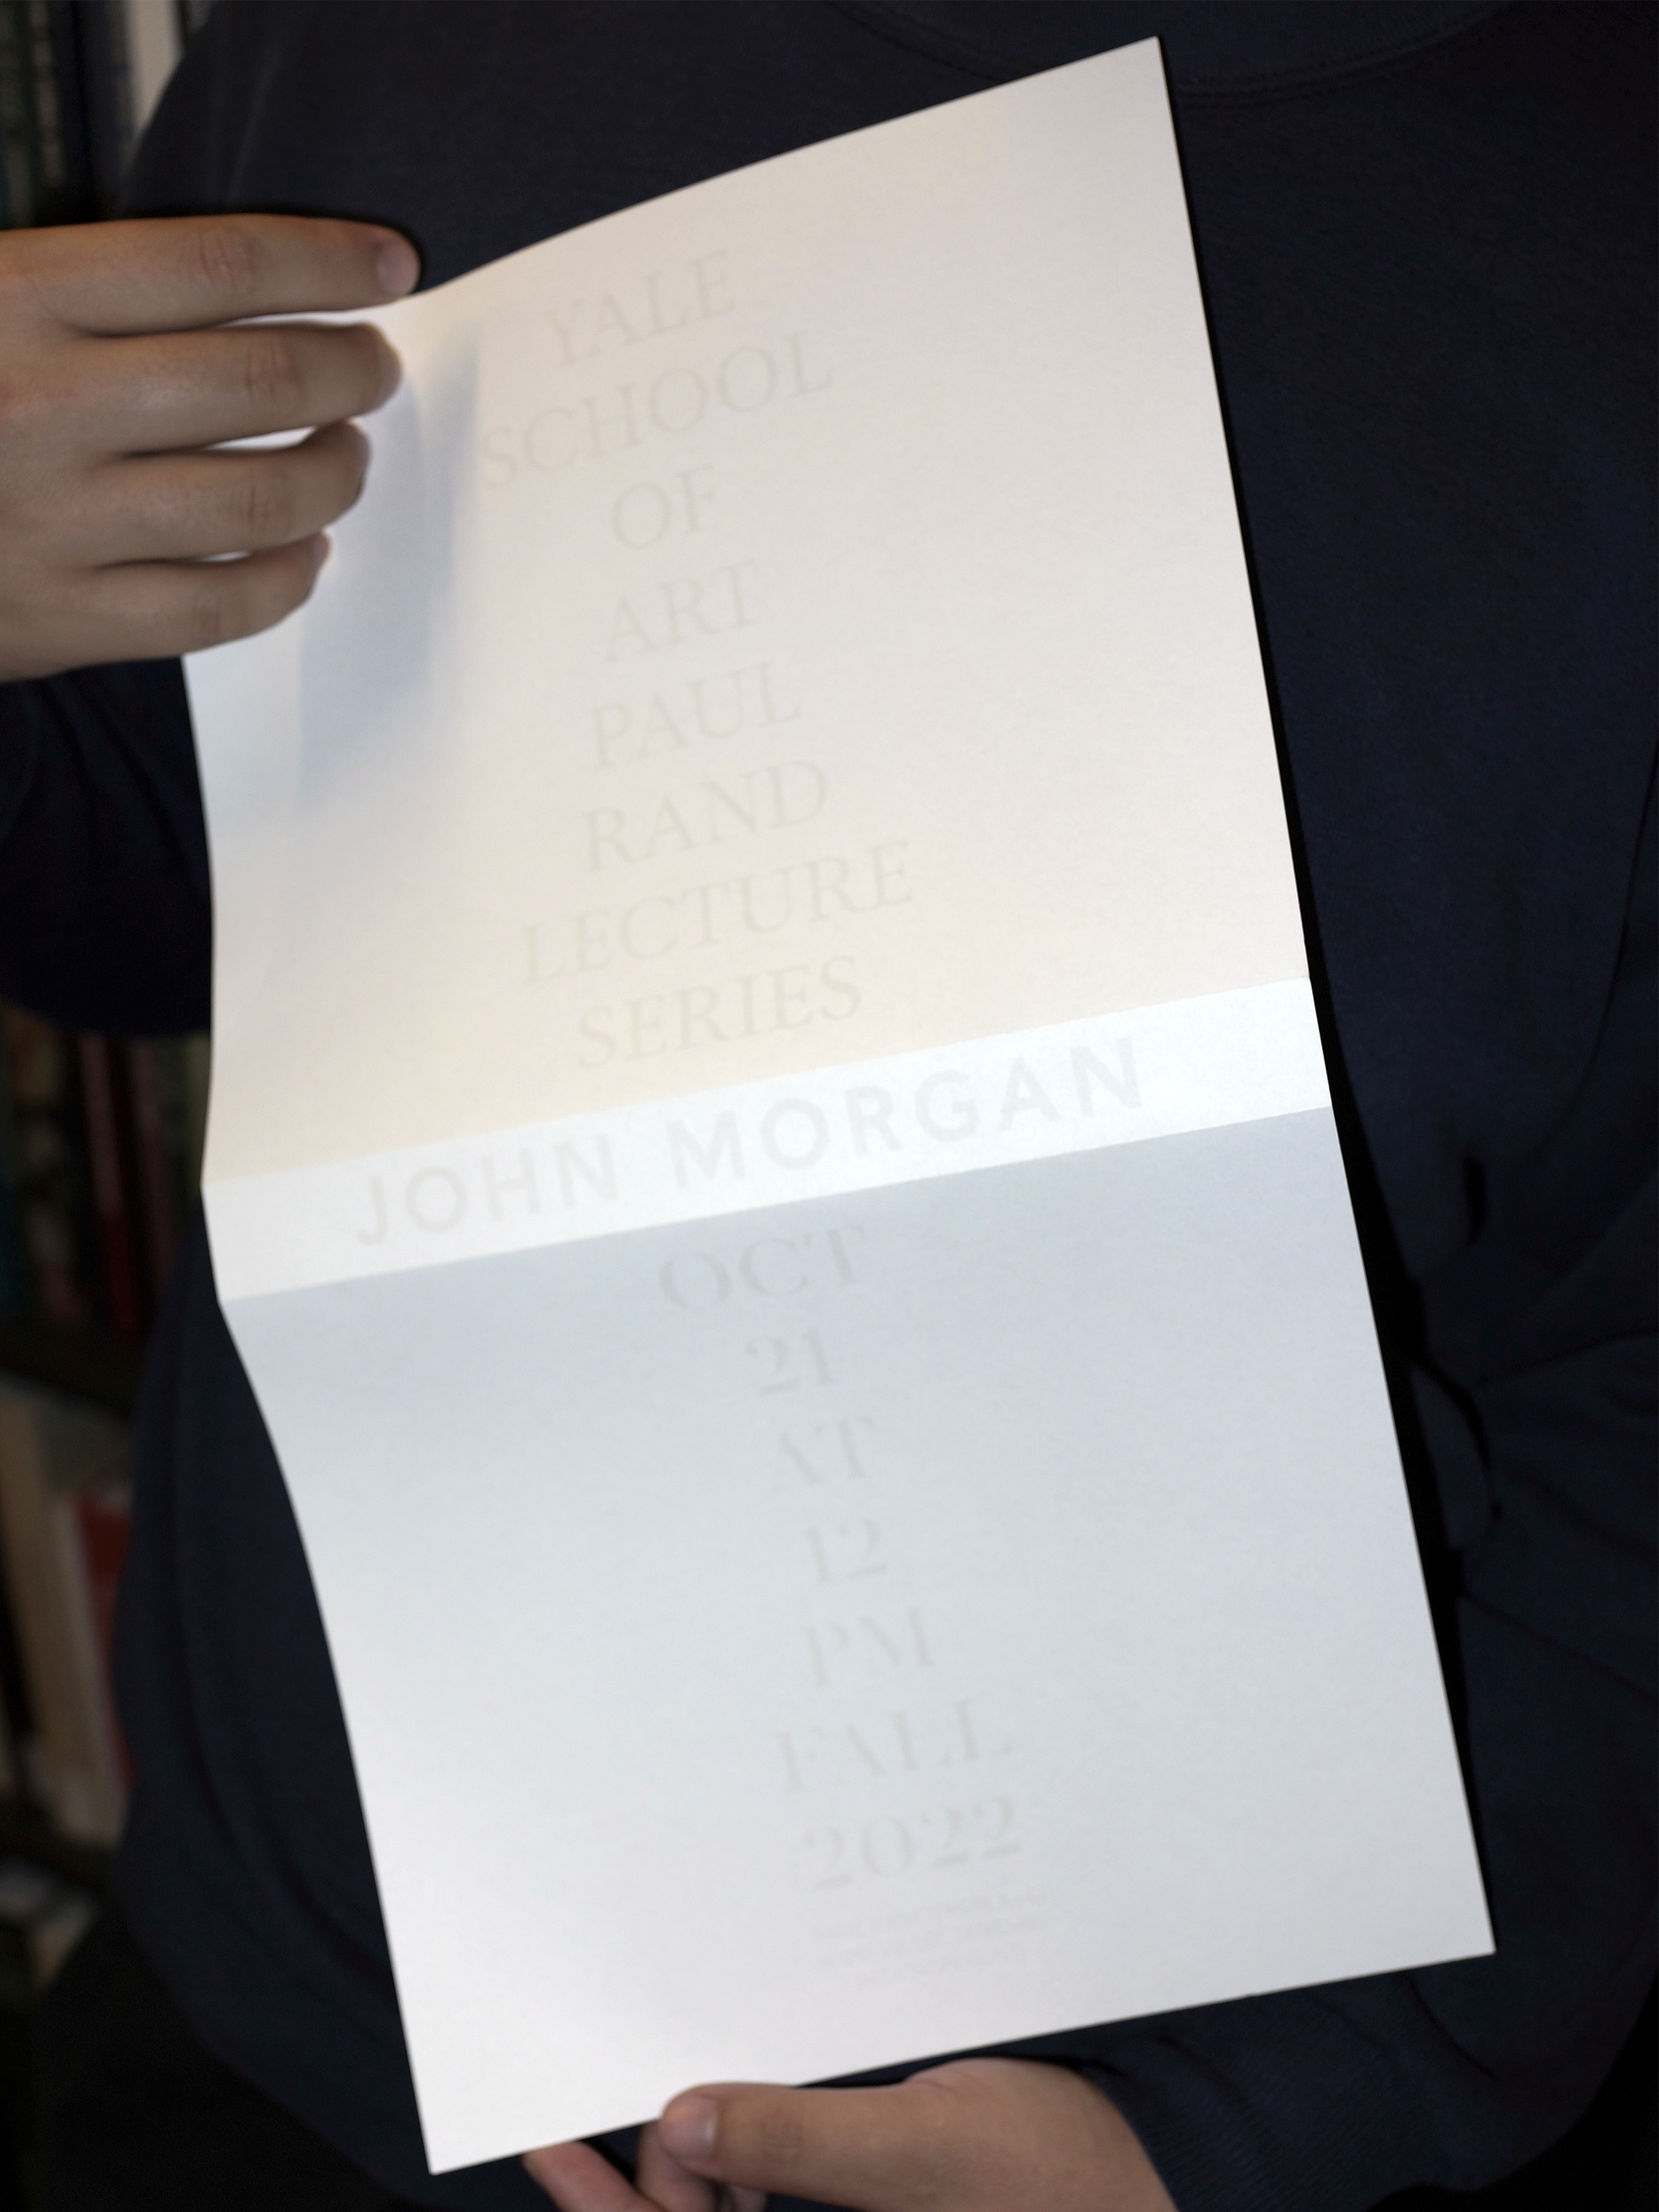 YALE
SCHOOL
OF
ART
PAUL
RAND
LECTURE
SERIES
JOHN MORGAN
OCT
21
AT
12
PM
FALL
2022